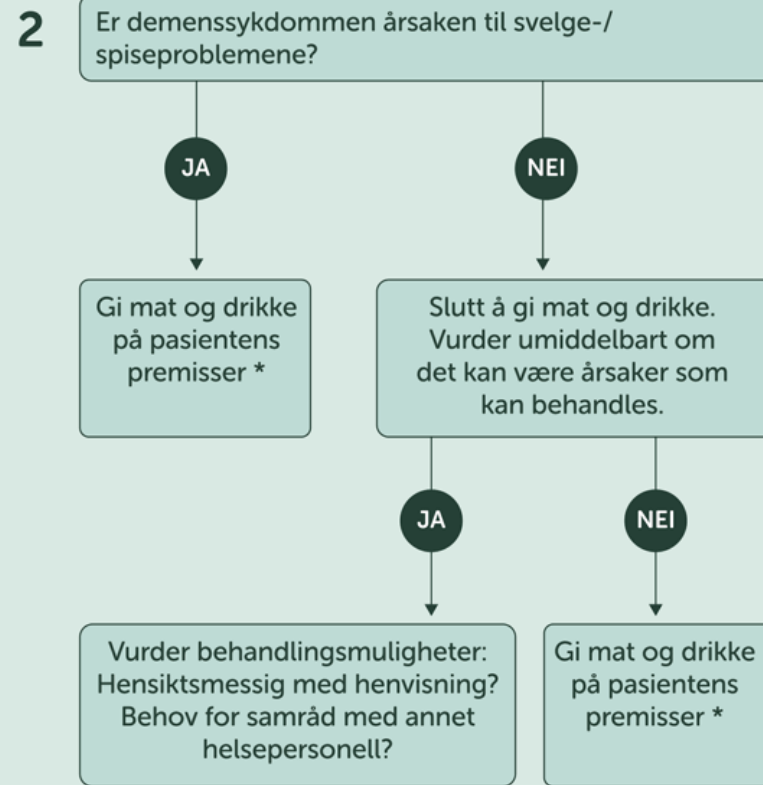 2
Er demenssykdommen årsaken til svelge-/
spiseproblemene?
JA
NEI
Gi mat og drikke
på pasientens
premisser *
Slutt å gi mat og drikke.
Vurder umiddelbart om
det kan være årsaker som
kan behandles.
JA
NEI
Vurder behandlingsmuligheter:
Hensiktsmessig med henvisning?
Behov for samråd med annet
helsepersonell?
Gi mat og drikke
på pasientens
premisser *